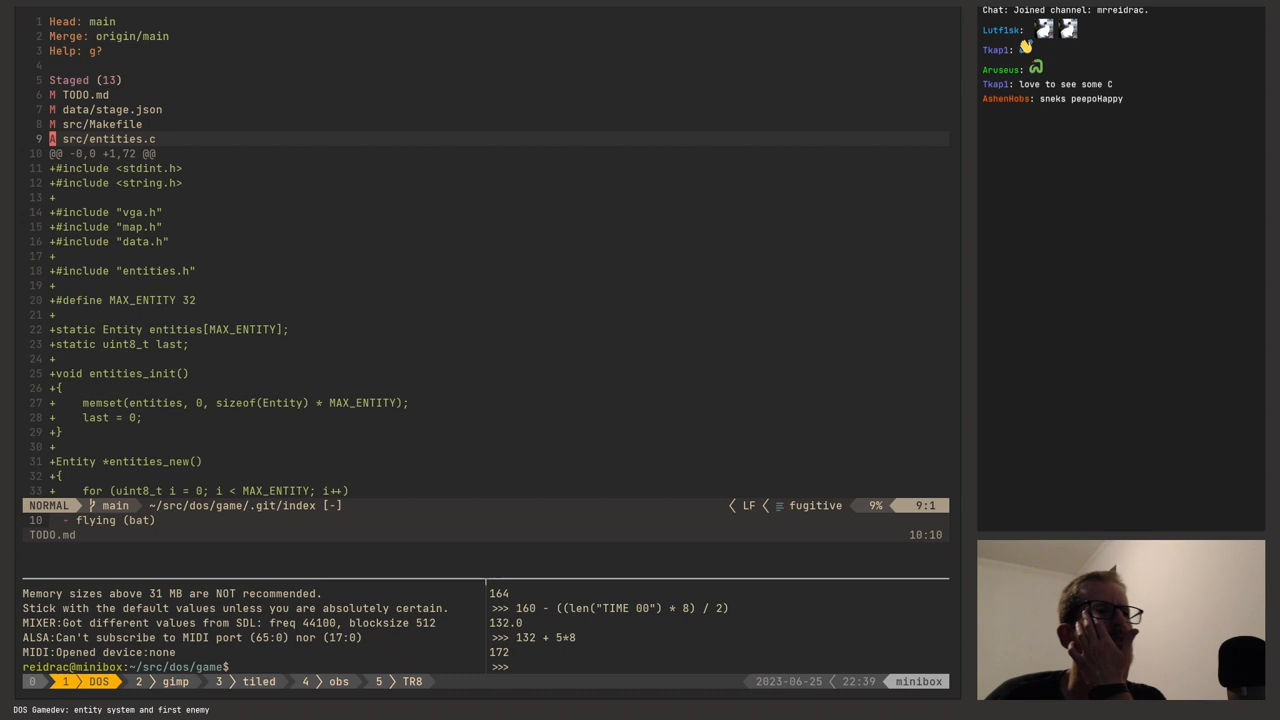 1 Head: main
2 Merge: origin/main
3 Help: g?
4
5 Staged (13)
6 M TODO.md
7 M data/stage.json
8 M src/Makefile
9 A src/entities.c
10 @@ -0,0 +1,72 @@
11 +#include <stdint.h>
12 +#include <string.h>
13 +
14 +#include "vga.h"
15 +#include "map.h"
16 +#include "data.h"
17 +
18 +#include "entities.h"
19 +
20 +#define MAX_ENTITY 32
21 +
22 +static Entity entities[MAX_ENTITY];
23 +static uint8_t last;
24 +
25 +void entities_init()
26 +{
27 +    memset(entities, 0, sizeof(Entity) * MAX_ENTITY);
28 +    last = 0;
29 +}
30 +
31 +Entity *entities_new()
32 +{
33 +    for (uint8_t i = 0; i < MAX_ENTITY; i++)
NORMAL main ~/src/dos/game/.git/index [-] LF fugitive 9% 9:1
10 - flying (bat)
TODO.md 10:10
Memory sizes above 31 MB are NOT recommended.
Stick with the default values unless you are absolutely certain.
MIXER:Got different values from SDL: freq 44100, blocksize 512
ALSA:Can't subscribe to MIDI port (65:0) nor (17:0)
MIDI:Opened device:none
reidrac@minibox:~/src/dos/game$
164
>>> 160 - ((len("TIME 00") * 8) / 2)
132.0
>>> 132 + 5*8
172
>>>
0 1 DOS 2 gimp 3 tiled 4 obs 5 TR8 2023-06-25 22:39 minibox
DOS Gamedev: entity system and first enemy
Chat: Joined channel: mrreidrac.
Lutf1sk:
Tkap1:
Aruseus:
Tkap1: love to see some C
AshenHobs: sneks peepoHappy